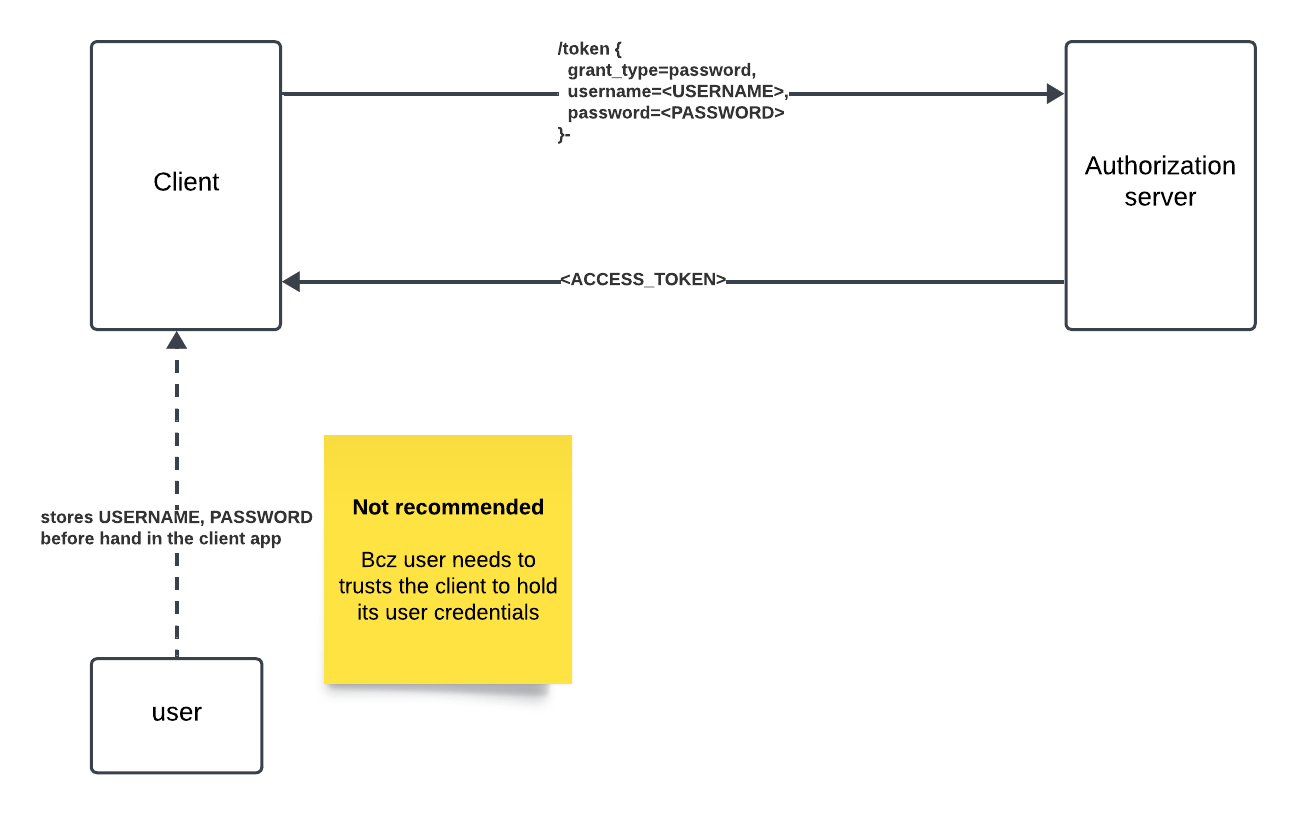 /token {
grant_type=password,
username=<USERNAME>,
password=<PASSWORD>
}-
Client
Authorization
server
<ACCESS_TOKEN>
stores USERNAME, PASSWORD
before hand in the client app
Not recommended
Bcz user needs to
trusts the client to hold
its user credentials
user